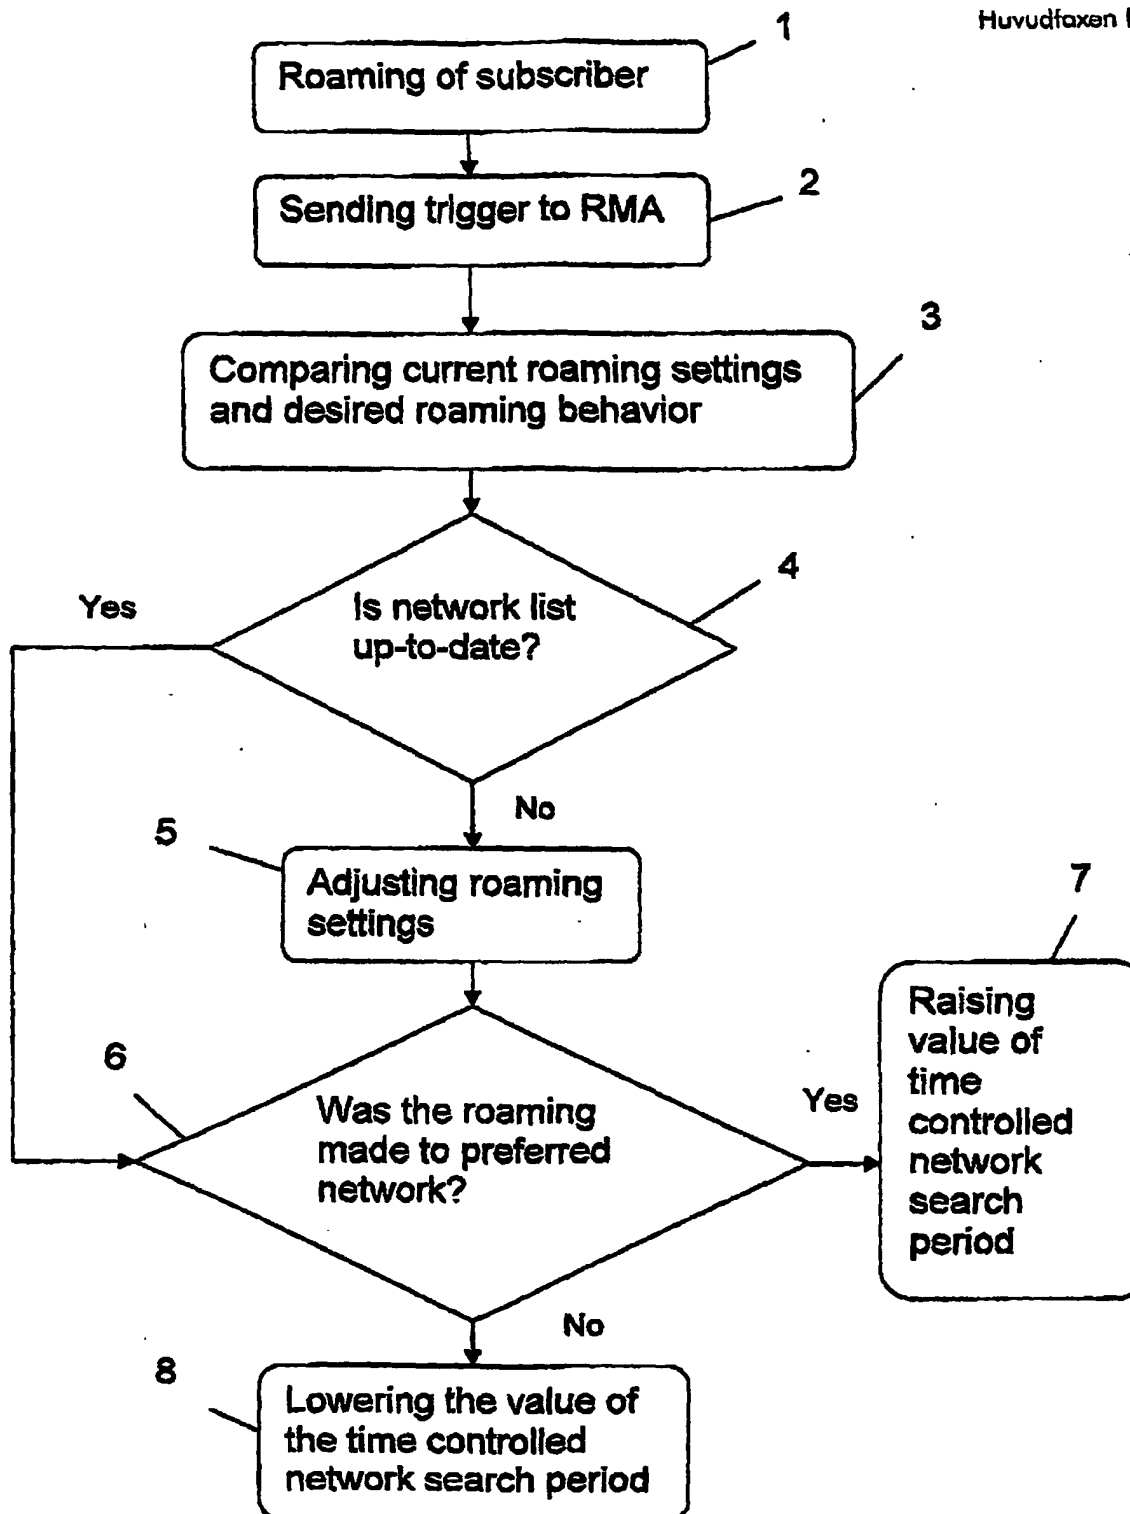 Huvudfaxen
1
Roaming of subscriber
2
Sending trigger to RMA
3
Comparing current roaming settings
and desired roaming behavior
4
Yes
Is network list
up-to-date?
No
5
Adjusting roaming
settings
7
Raising
value of
time
controlled
network
search
period
6
Was the roaming
made to preferred
network?
Yes
No
8
Lowering the value of
the time controlled
network search period